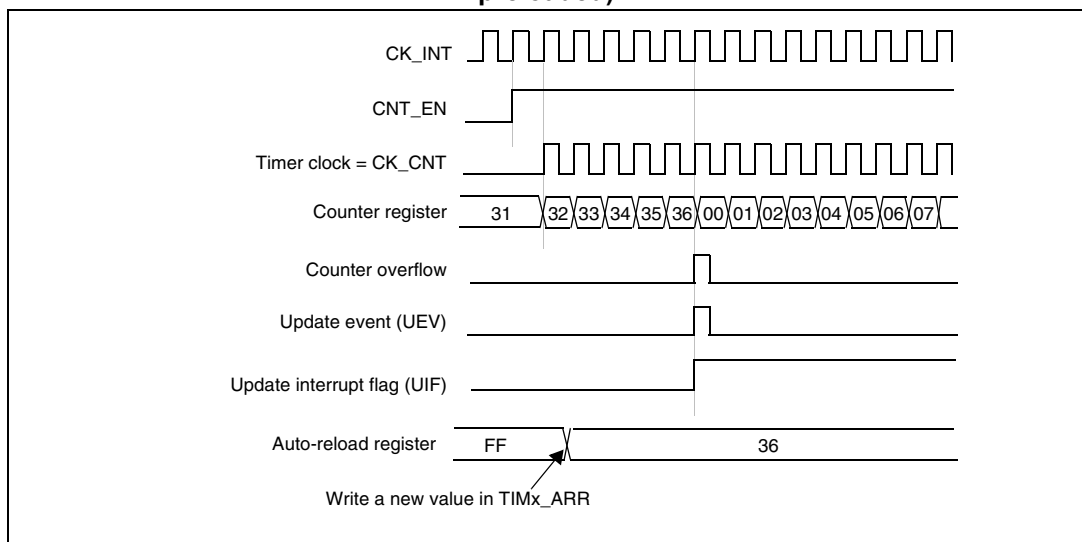 CK_INT
CNT_EN
Timer clock = CK_CNT
Counter register 31 32 33 34 35 36 00 01 02 03 04 05 06 07
Counter overflow
Update event (UEV)
Update interrupt flag (UIF)
Auto-reload register FF 36
Write a new value in TIMx_ARR